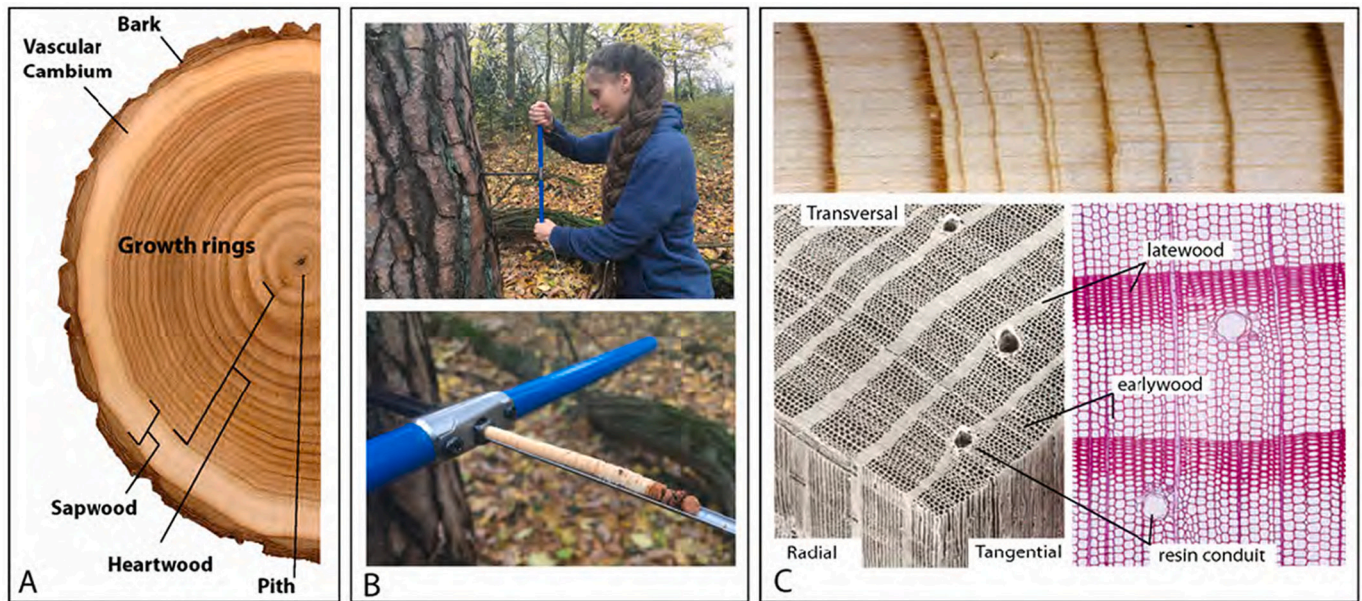 Bark
Vascular
Cambium
Growth rings
Sapwood
Heartwood
Pith
A
B
Transversal
latewood
earlywood
Radial
Tangential
resin conduit
C